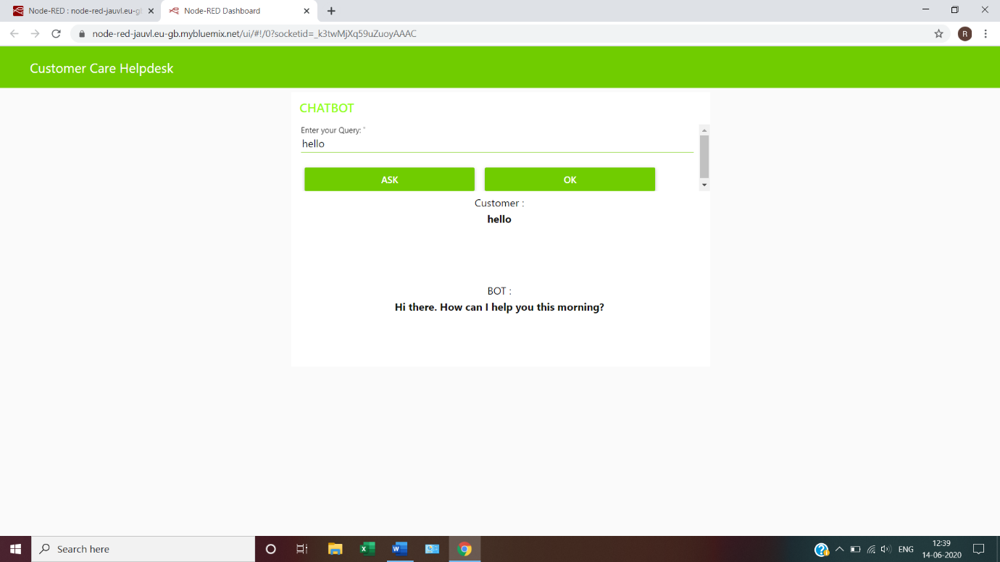 Node-RED : node-red-jauvl.eu-g
Node-RED Dashboard
node-red-jauvl.eu-gb.mybluemix.net/ui/#!/0?socketid=_k3twMjXq59uZuoyAAAC
R
Customer Care Helpdesk
CHATBOT
Enter your Query: *
hello
ASK OK
Customer :
hello
BOT :
Hi there. How can I help you this morning?
Search here
ENG
12:39
14-06-2020